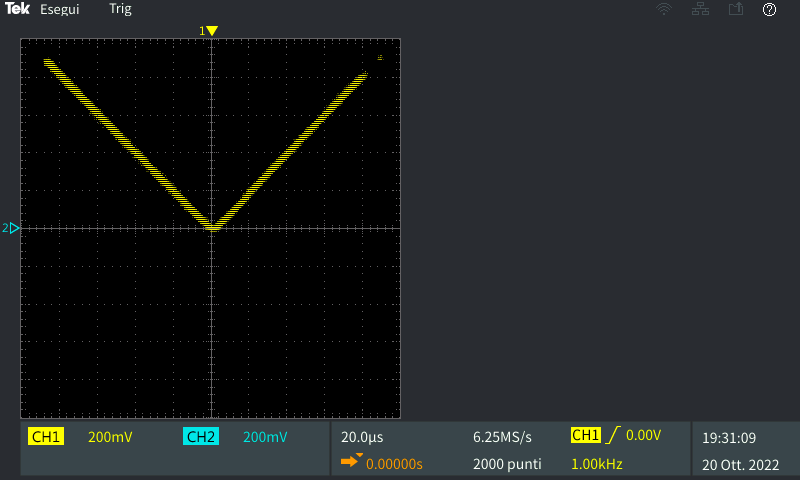 Tek Esegui Trig
1
2
CH1 200mV CH2 200mV 20.0µs 6.25MS/s CH1 0.00V 19:31:09
0.00000s 2000 punti 1.00kHz 20 Ott. 2022